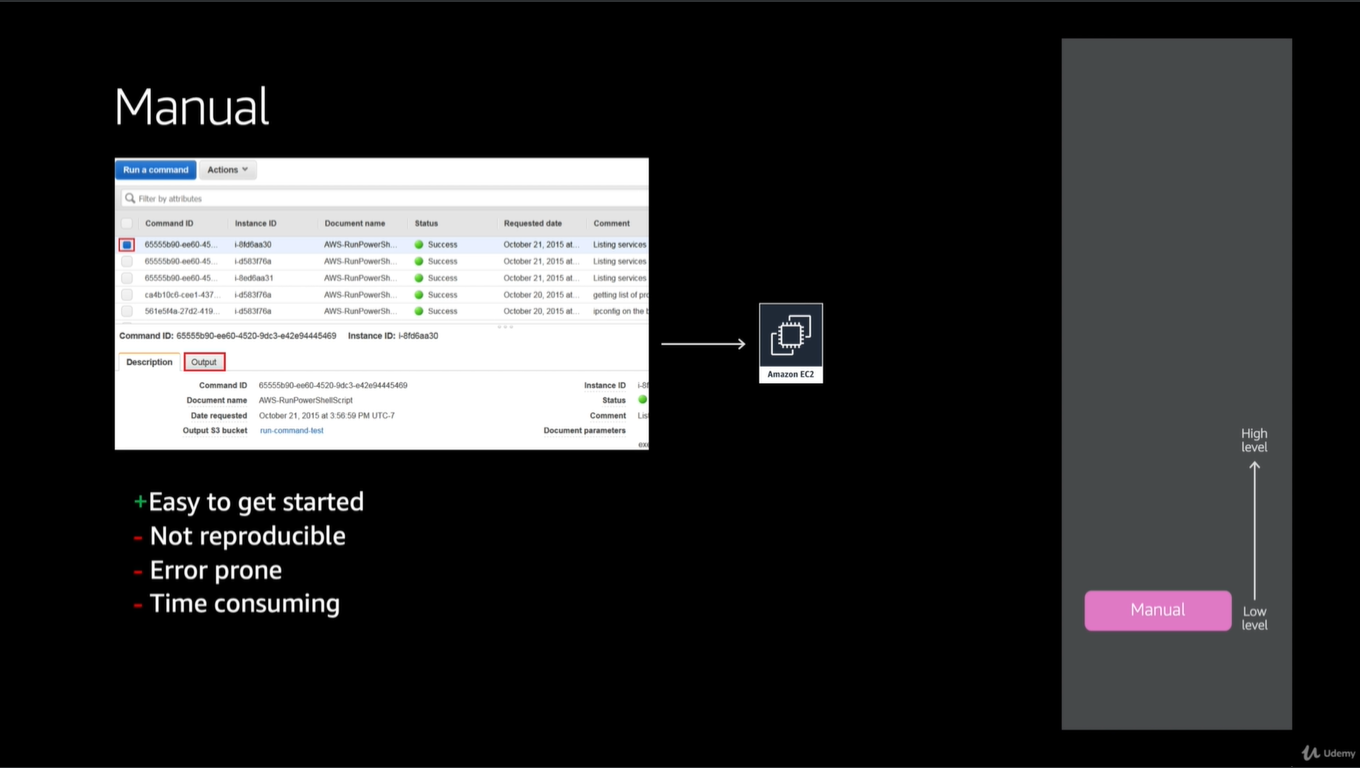 Manual
Run a command Actions
Filter by attributes
Command ID Instance ID Document name Status Requested date Comment
65555b90-ee60-45... i-8fd6aa30 AWS-RunPowerSh... Success October 21, 2015 at... Listing services
65555b90-ee60-45... i-d583f76a AWS-RunPowerSh... Success October 21, 2015 at... Listing services
65555b90-ee60-45... i-8ed6aa31 AWS-RunPowerSh... Success October 21, 2015 at... Listing services
ca4b10c6-cee1-437... i-d583f76a AWS-RunPowerSh... Success October 20, 2015 at... getting list of pro
561e5f4a-27d2-419... i-d583f76a AWS-RunPowerSh... Success October 20, 2015 at... ipconfig on the
Command ID: 65555b90-ee60-4520-9dc3-e42e94445469 Instance ID: i-8fd6aa30
Description Output
Command ID 65555b90-ee60-4520-9dc3-e42e94445469 Instance ID i-8f
Document name AWS-RunPowerShellScript Status
Date requested October 21, 2015 at 3:56:59 PM UTC-7 Comment Lis
Output S3 bucket run-command-test Document parameters
Amazon EC2
+Easy to get started
- Not reproducible
- Error prone
- Time consuming
High
level
Manual
Low
level
Udemy